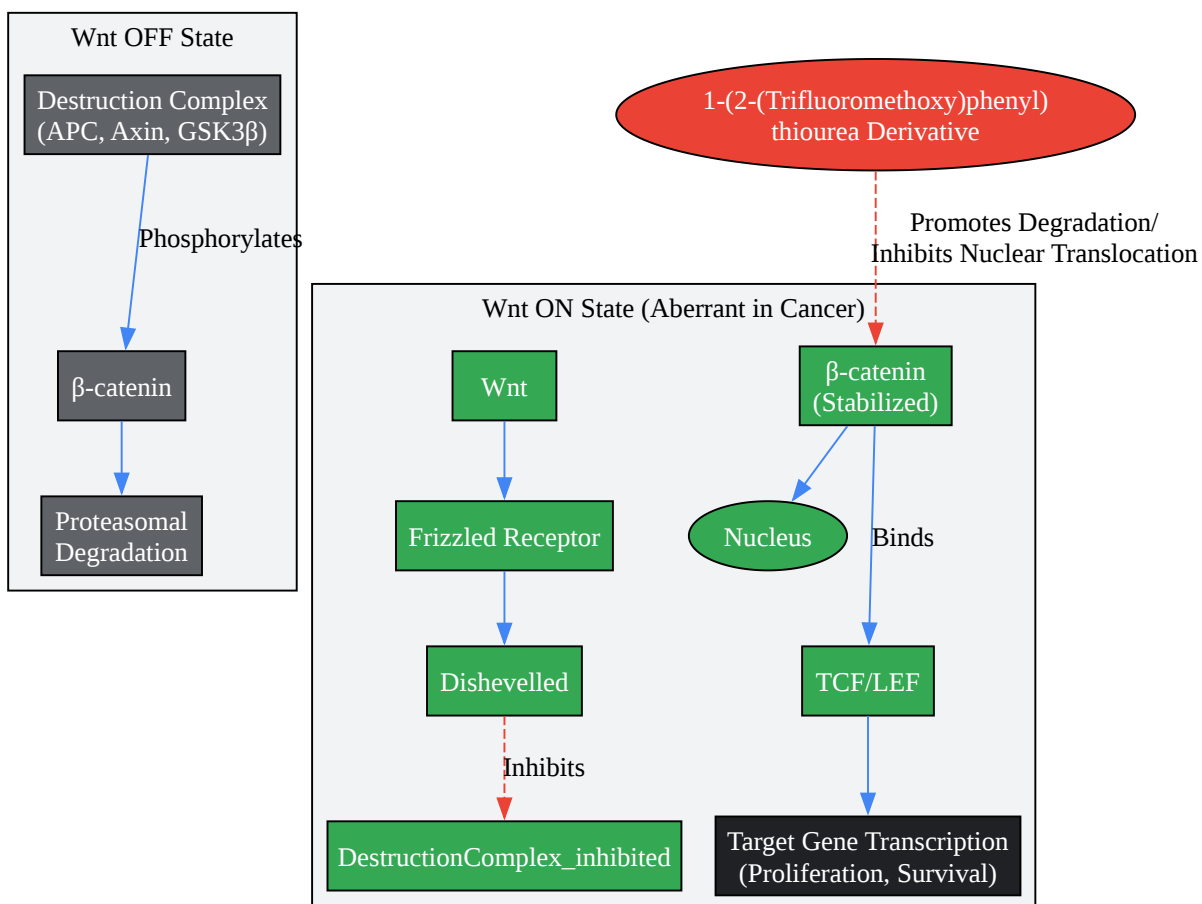 Wnt OFF State
Destruction Complex
(APC, Axin, GSK3β)
Phosphorylates
β-catenin
Proteasomal
Degradation
1-(2-(Trifluoromethoxy)phenyl)
thiourea Derivative
Promotes Degradation/
Inhibits Nuclear Translocation
Wnt ON State (Aberrant in Cancer)
Wnt
Frizzled Receptor
Dishevelled
Inhibits
DestructionComplex_inhibited
β-catenin
(Stabilized)
Nucleus
Binds
TCF/LEF
Target Gene Transcription
(Proliferation, Survival)